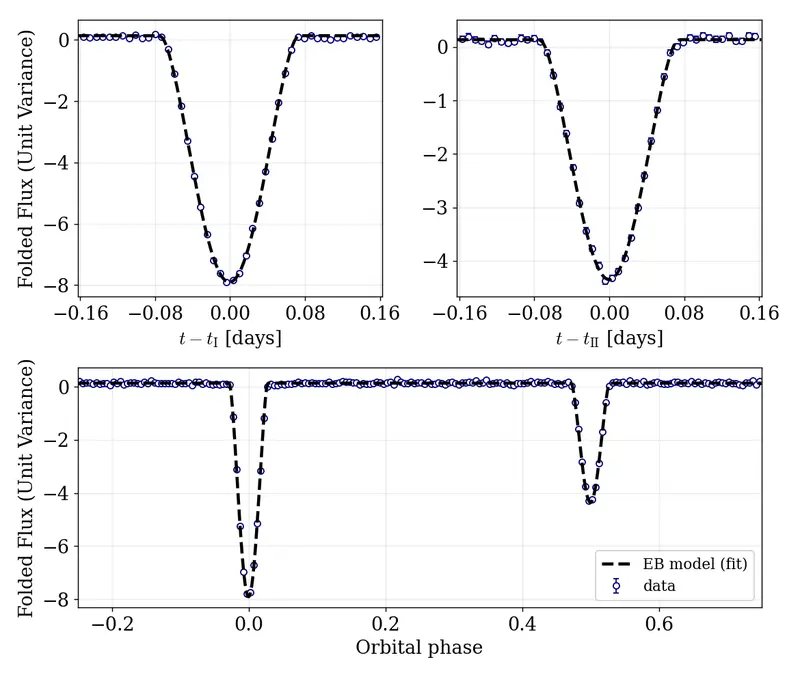 Folded Flux (Unit Variance)
0
−2
−4
−6
−8
−0.16 −0.08 0.00 0.08 0.16
t − tI [days]
0
−1
−2
−3
−4
−0.16 −0.08 0.00 0.08 0.16
t − tII [days]
Folded Flux (Unit Variance)
0
−2
−4
−6
−8
−0.2 0.0 0.2 0.4 0.6
Orbital phase
EB model (fit)
data